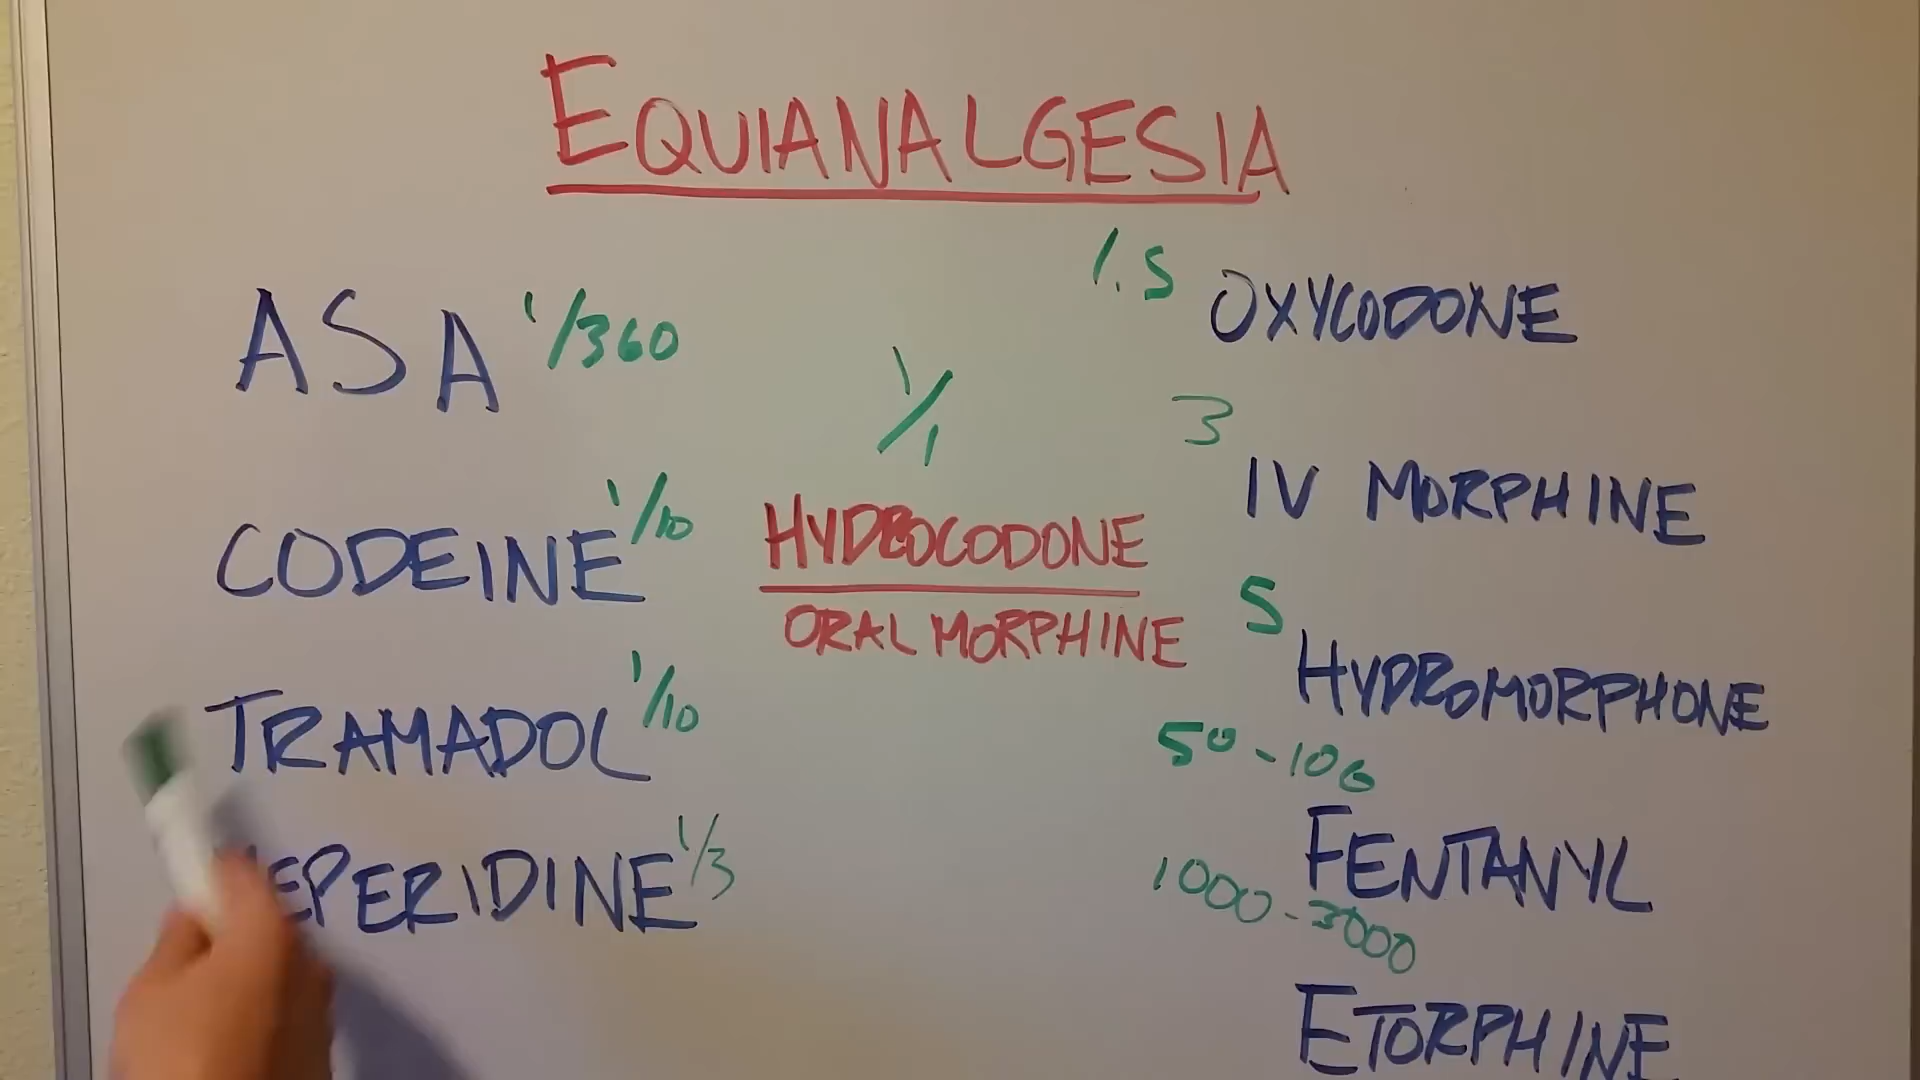 EQUIANALGESIA
ASA 1/360
CODEINE 1/10
TRAMADOL 1/10
EPERIDINE 1/3
1/1
HYDROCODONE
ORAL MORPHINE
1.5 OXYCODONE
3 IV MORPHINE
5 HYDROMORPHONE
50-100 FENTANYL
1000-3000 ETORPHINE